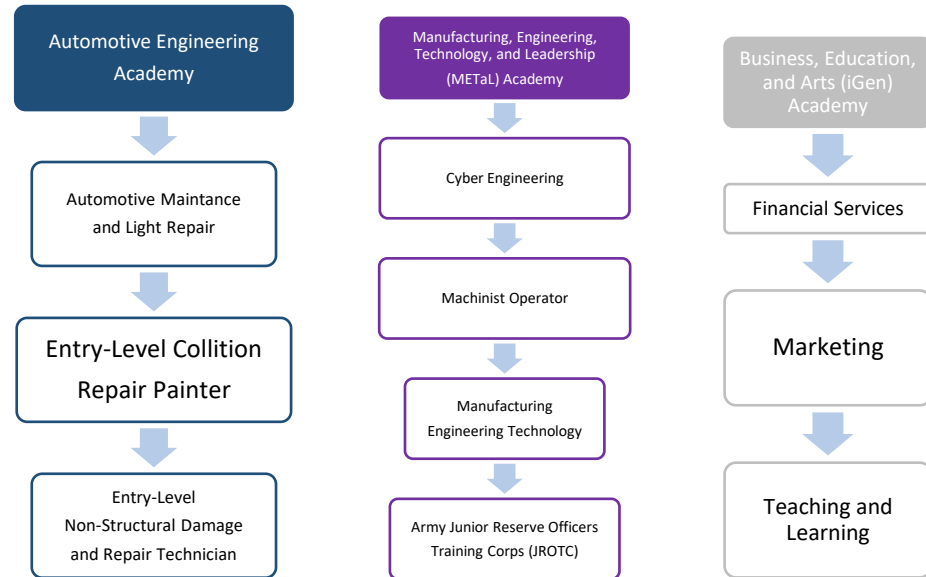 Automotive Engineering
Academy
Automotive Maintance
and Light Repair
Entry-Level Collition
Repair Painter
Entry-Level
Non-Structural Damage
and Repair Technician
Manufacturing, Engineering,
Technology, and Leadership
(METaL) Academy
Cyber Engineering
Machinist Operator
Manufacturing
Engineering Technology
Army Junior Reserve Officers
Training Corps (JROTC)
Business, Education,
and Arts (iGen)
Academy
Financial Services
Marketing
Teaching and
Learning